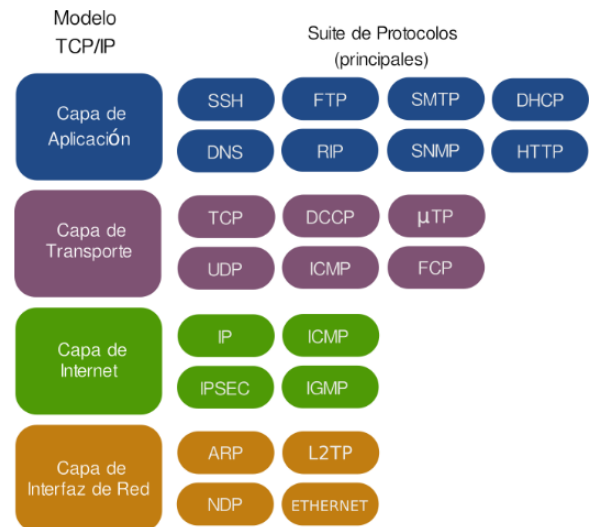 Modelo
TCP/IP
Suite de Protocolos
(principales)
Capa de
Aplicación
SSH FTP SMTP DHCP
DNS RIP SNMP HTTP
Capa de
Transporte
TCP DCCP µTP
UDP ICMP FCP
Capa de
Internet
IP ICMP
IPSEC IGMP
Capa de
Interfaz de Red
ARP L2TP
NDP ETHERNET